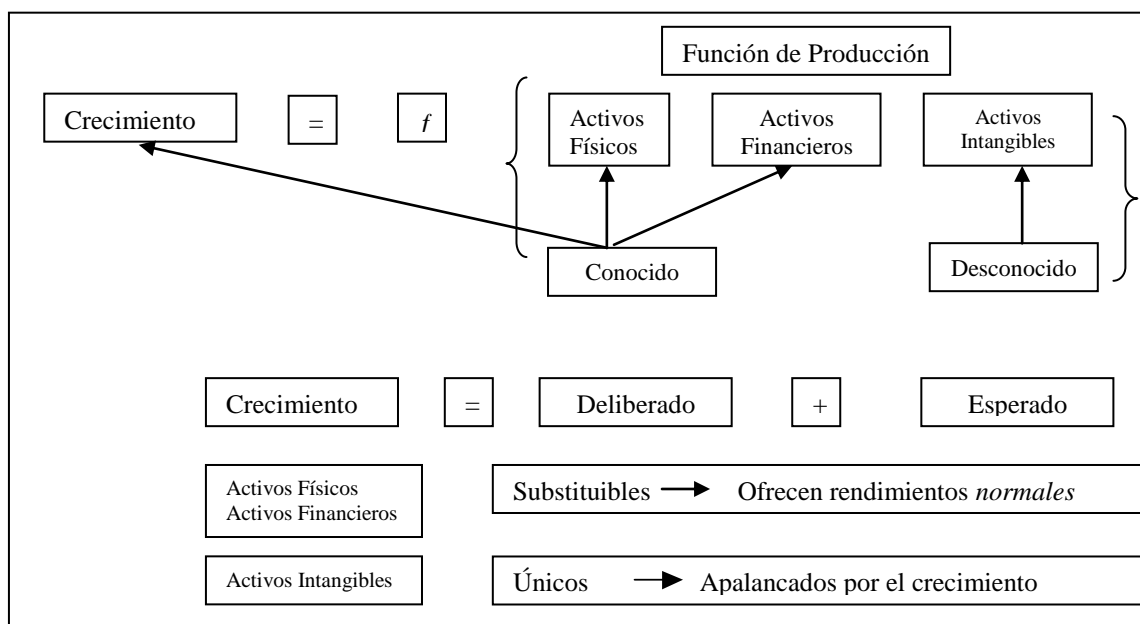 Función de Producción
Crecimiento = f Activos Físicos Activos Financieros Activos Intangibles
Conocido Desconocido
Crecimiento = Deliberado + Esperado
Activos Físicos
Activos Financieros
Substituibles Ofrecen rendimientos normales
Activos Intangibles
Únicos Apalancados por el crecimiento